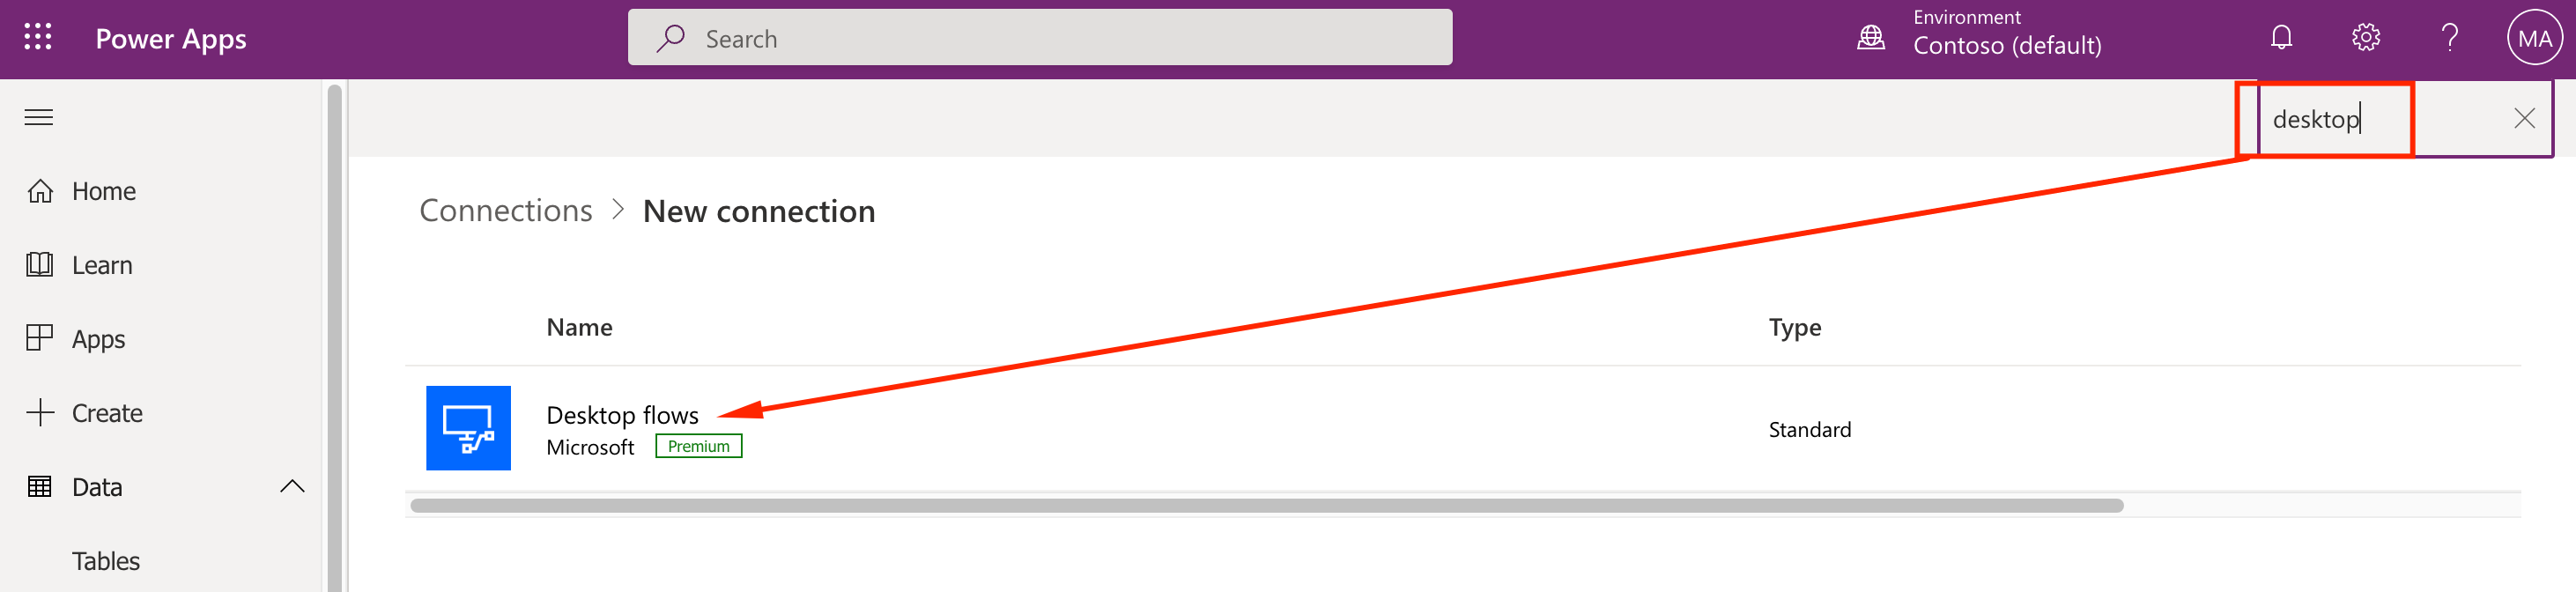 Power Apps
Search
Environment
Contoso (default)
MA
desktop
Home
Learn
Apps
Create
Data
Tables
Connections > New connection
Name Type
Desktop flows
Microsoft Premium
Standard